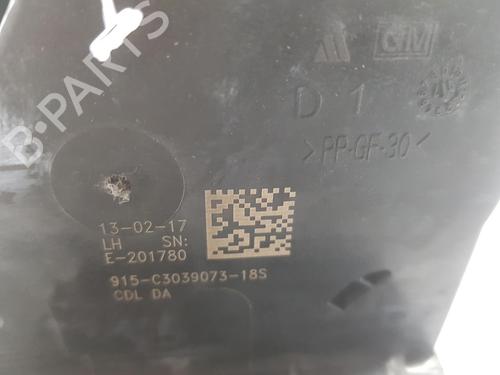 B-PARTS
GM
D 1
>PP-GF-30<
13-02-17
LH SN:
E-201780
915-C3039073-18S
CDL DA